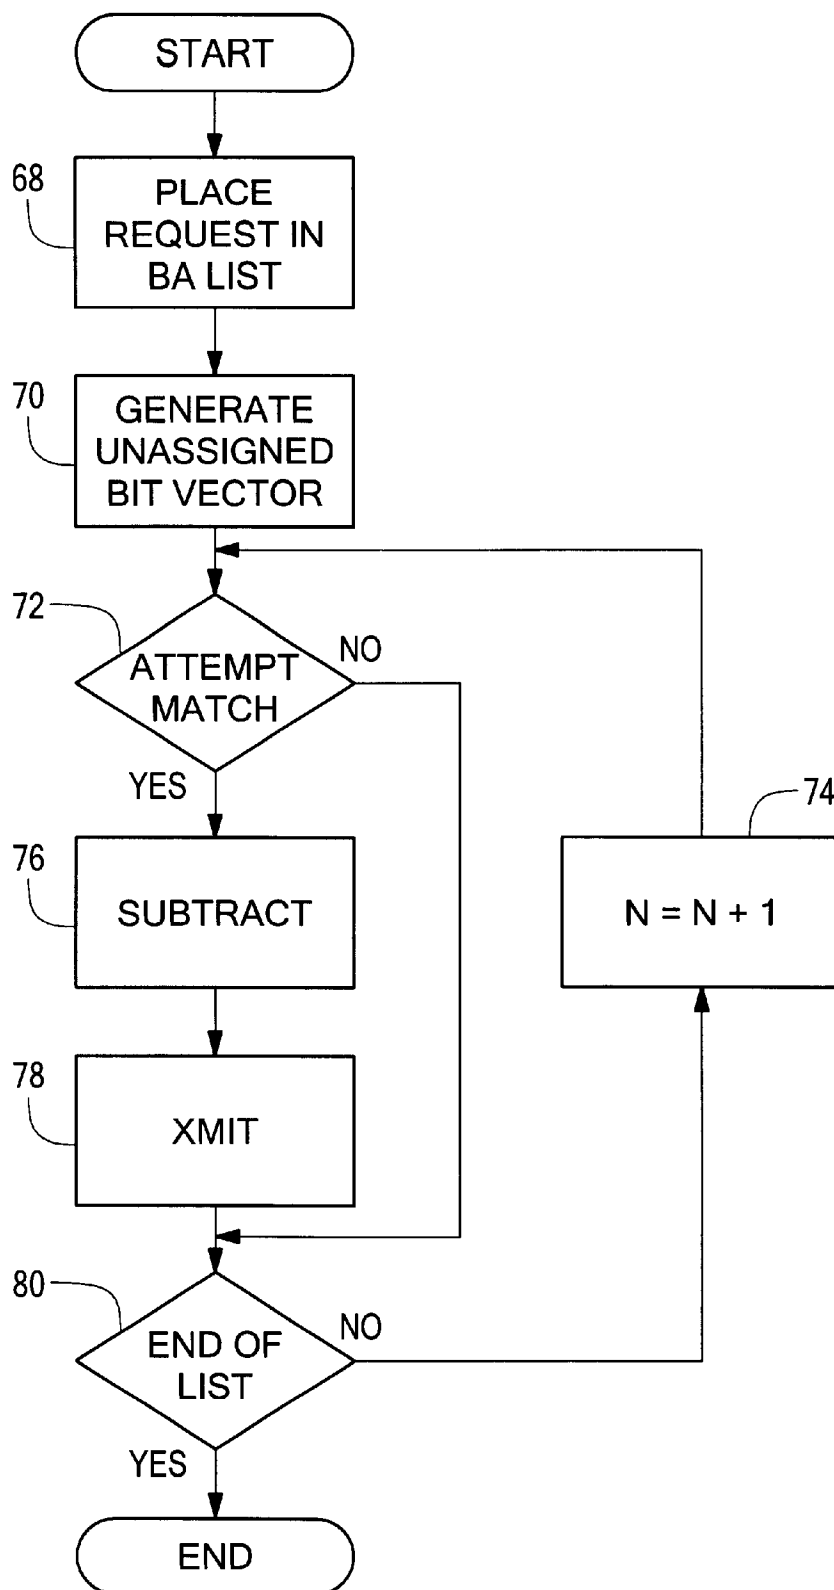 START
68
PLACE
REQUEST IN
BA LIST
70
GENERATE
UNASSIGNED
BIT VECTOR
72
ATTEMPT
MATCH
NO
YES
74
N = N + 1
76
SUBTRACT
78
XMIT
80
END OF
LIST
NO
YES
END